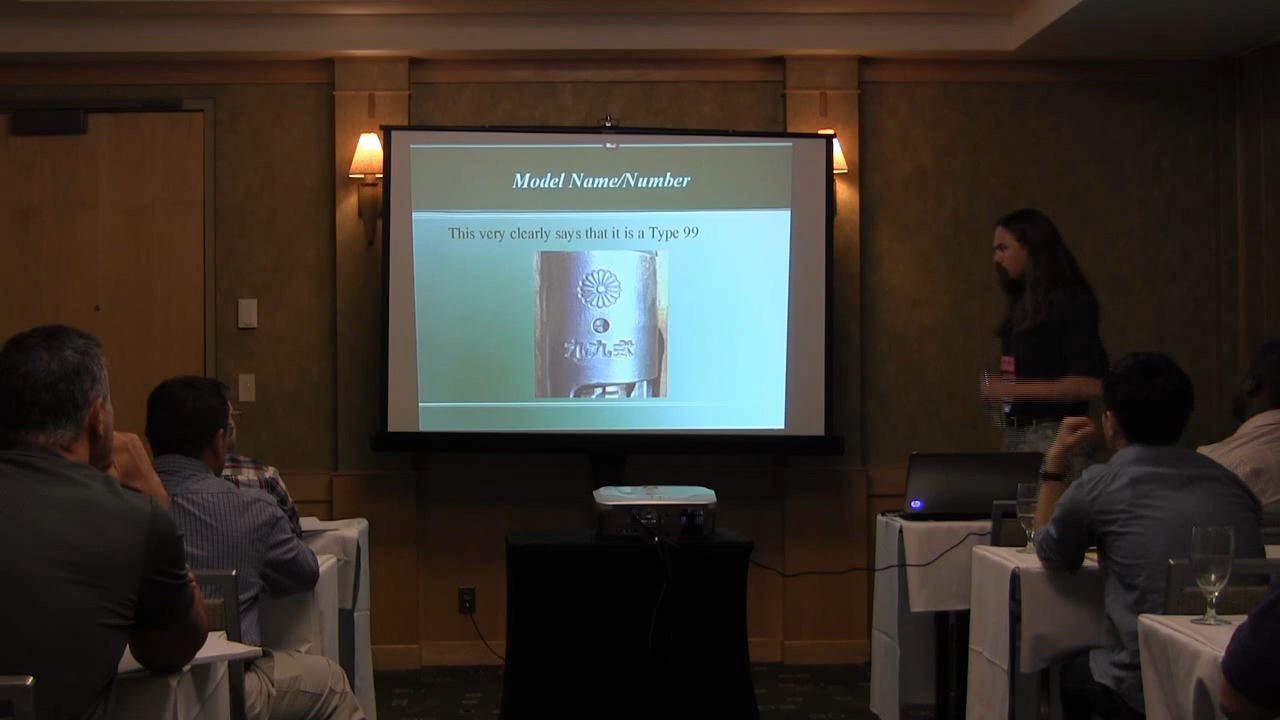 Model Name/Number
This very clearly says that it is a Type 99
九九式